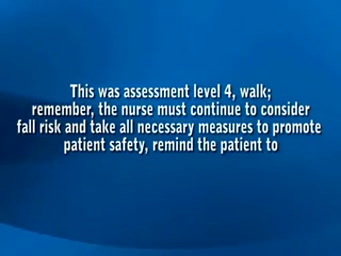 This was assessment level 4, walk;
remember, the nurse must continue to consider
fall risk and take all necessary measures to promote
patient safety, remind the patient to